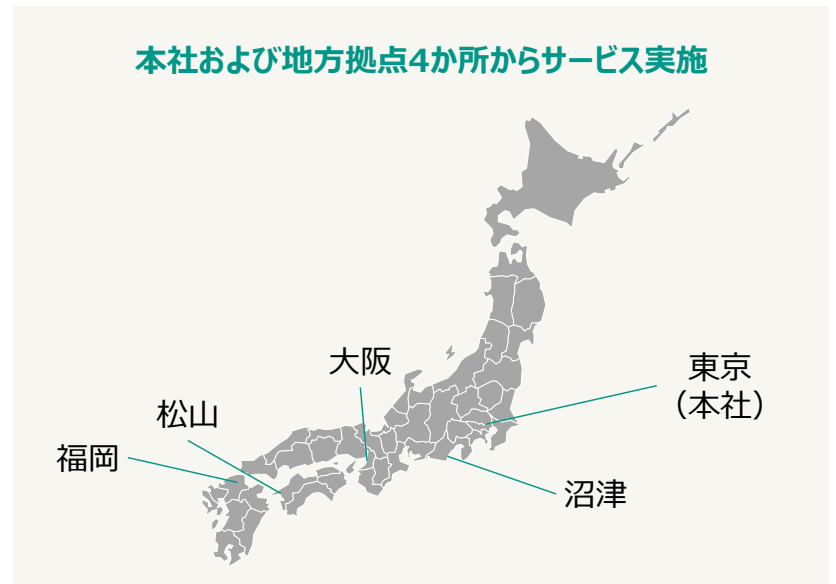 本社および地方拠点4か所からサービス実施
大阪
東京
（本社）
松山
福岡
沼津